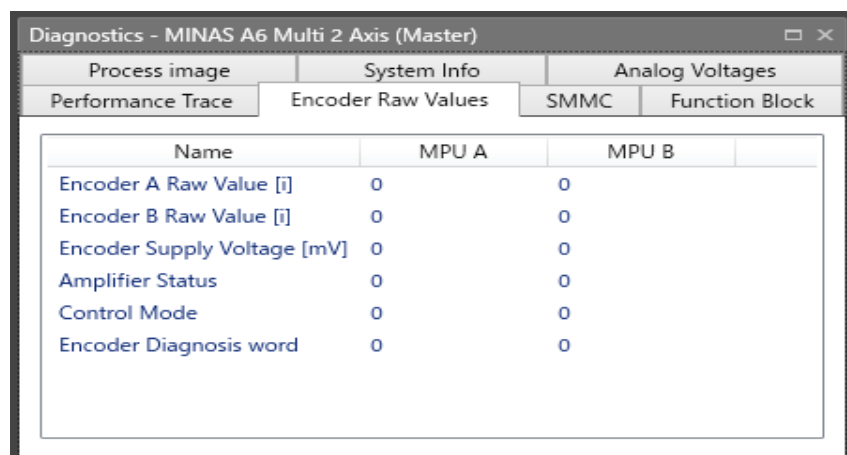 Diagnostics - MINAS A6 Multi 2 Axis (Master)
Process image System Info Analog Voltages
Performance Trace Encoder Raw Values SMMC Function Block
Name MPU A MPU B
Encoder A Raw Value [i] 0 0
Encoder B Raw Value [i] 0 0
Encoder Supply Voltage [mV] 0 0
Amplifier Status 0 0
Control Mode 0 0
Encoder Diagnosis word 0 0